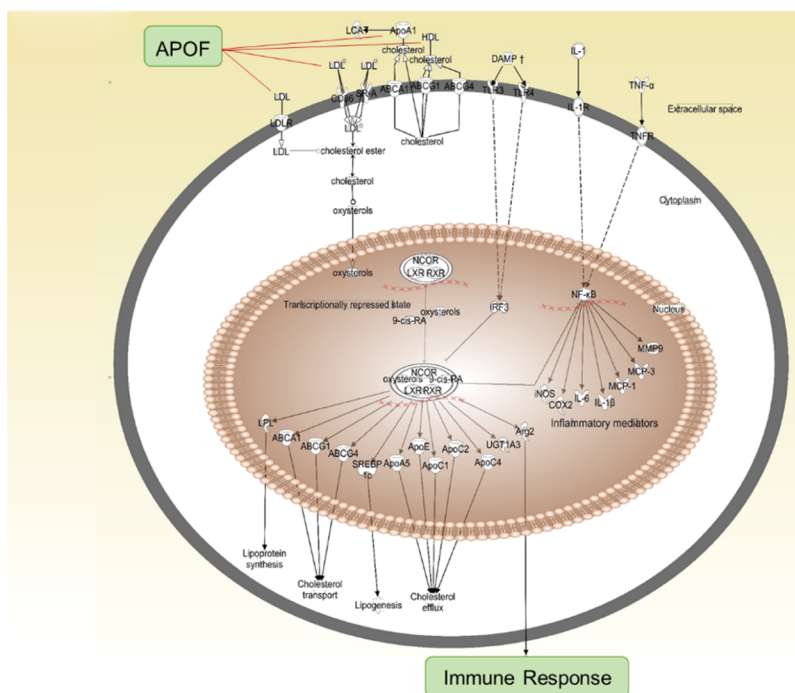 APOF
LCAT
ApoA1
HDL
cholesterol
cholesterol
LDL
LDL
LDL
CD36
SR-A
ABCA1
ABCG1
ABCG4
DAMP ↑
TLR3
TLR4
IL-1
IL-1R
TNF-α
TNFR
Extracellular space
LDLR
LDL
LDL
cholesterol ester
cholesterol
cholesterol
oxysterols
Cytoplasm
oxysterols
NCOR
LXR RXR
Transcriptionally repressed state
oxysterols
9-cis-RA
IRF3
NF-κB
Nucleus
NCOR
oxysterols 9-cis-RA
LXR RXR
MMP9
MCP-3
MCP-1
IL-1β
IL-6
COX2
iNOS
Inflammatory mediators
LPL
ABCA1
ABCG1
ABCG4
SREBP
1c
ApoA5
ApoE
ApoC1
ApoC2
ApoC4
UGT1A3
Arg2
Lipoprotein
synthesis
Cholesterol
transport
Lipogenesis
Cholesterol
efflux
Immune Response